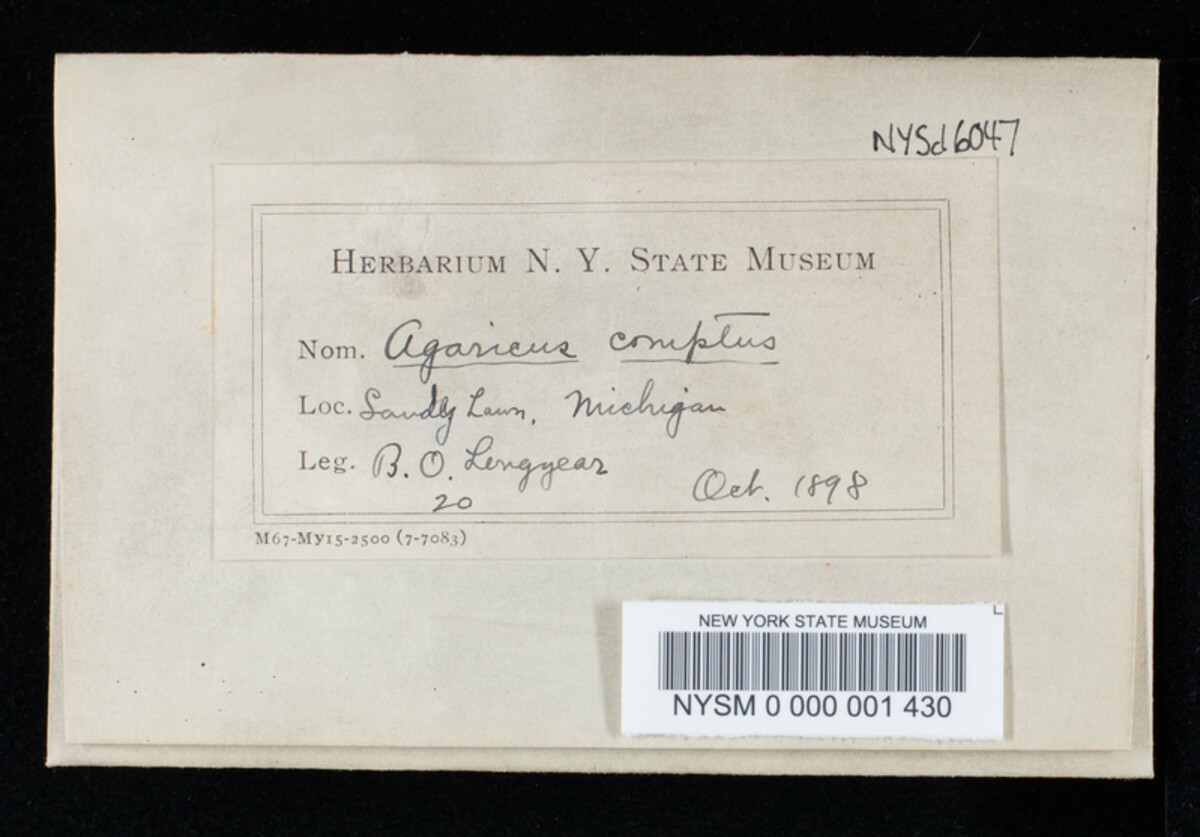 NYSd6047
HERBARIUM N. Y. STATE MUSEUM
Nom. Agaricus comptus
Loc. Sandy Lawn, Michigan
Leg. B. O. Longyear
20
Oct. 1898
M67-My15-2500 (7-7083)
NEW YORK STATE MUSEUM
NYSM 0 000 001 430